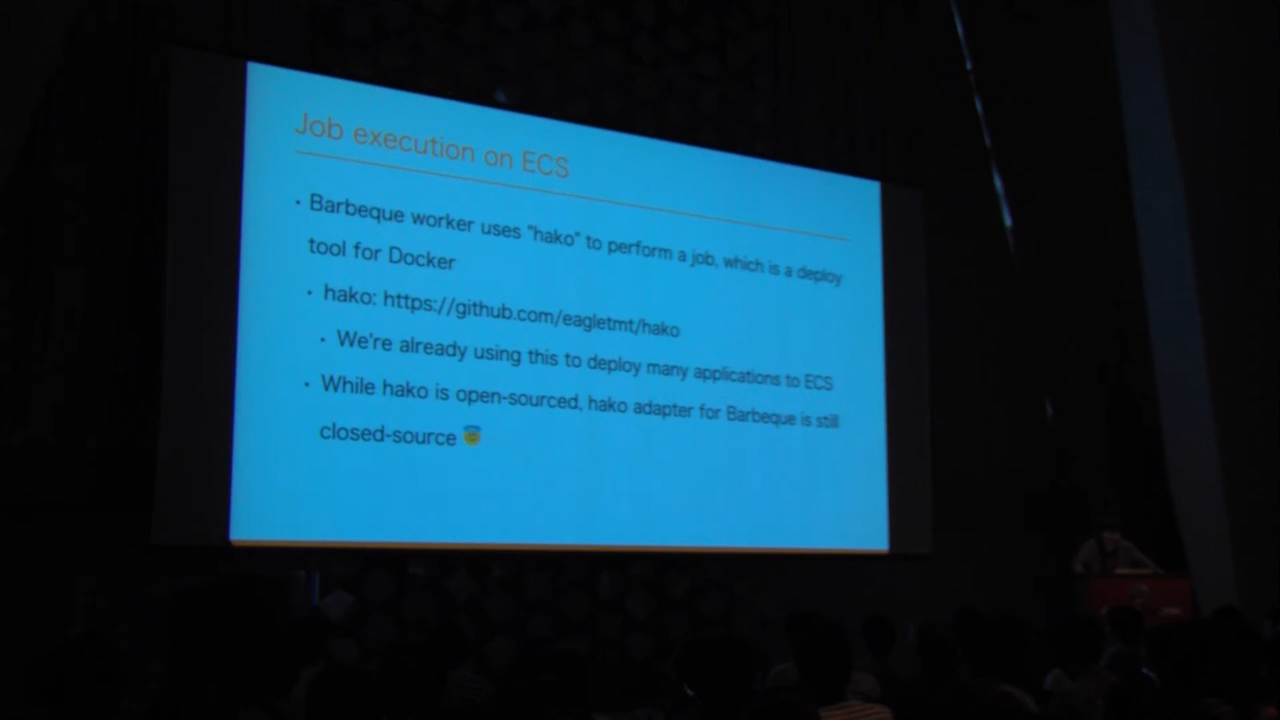 Job execution on ECS
· Barbeque worker uses "hako" to perform a job, which is a deploy
tool for Docker
· hako: https://github.com/eagletmt/hako
· We're already using this to deploy many applications to ECS
· While hako is open-sourced, hako adapter for Barbeque is still
closed-source 😇